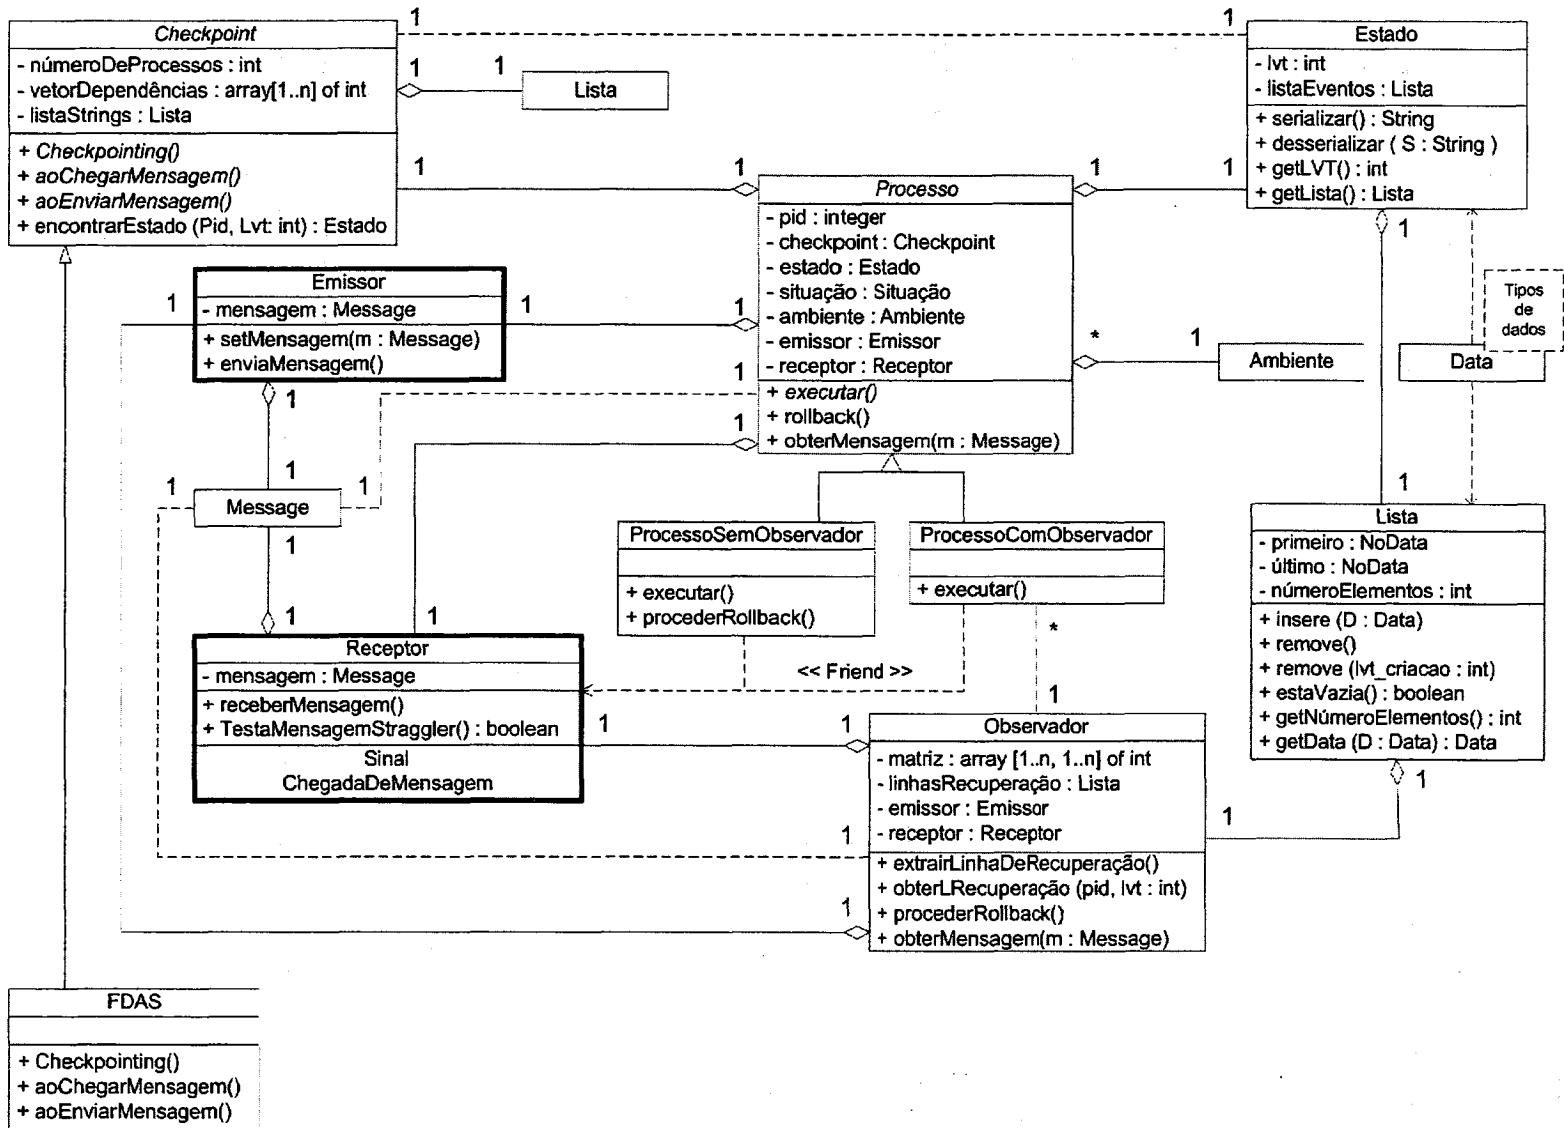 Checkpoint
- númeroDeProcessos : int
- vetorDependências : array[1..n] of int
- listaStrings : Lista
+ Checkpointing()
+ aoChegarMensagem()
+ aoEnviarMensagem()
+ encontrarEstado (Pid, Lvt: int) : Estado
1
1
1
1
Lista
Estado
- lvt : int
- listaEventos : Lista
+ serializar() : String
+ desserializar ( S : String )
+ getLVT() : int
+ getLista() : Lista
1
1
1
1
1
Processo
- pid : integer
- checkpoint : Checkpoint
- estado : Estado
- situação : Situação
- ambiente : Ambiente
- emissor : Emissor
- receptor : Receptor
+ executar()
+ rollback()
+ obterMensagem(m : Message)
Emissor
- mensagem : Message
+ setMensagem(m : Message)
+ enviaMensagem()
1
1
1
1
1
*
1
Ambiente
Tipos
de
dados
Data
1
1
1
1
Message
1
1
1
1
ProcessoSemObservador
+ executar()
+ procederRollback()
ProcessoComObservador
+ executar()
Lista
- primeiro : NoData
- último : NoData
- númeroElementos : int
+ insere (D : Data)
+ remove()
+ remove (lvt_criacao : int)
+ estaVazia() : boolean
+ getNúmeroElementos() : int
+ getData (D : Data) : Data
Receptor
- mensagem : Message
+ receberMensagem()
+ TestaMensagemStraggler() : boolean
Sinal
ChegadaDeMensagem
<< Friend >>
*
1
1
1
Observador
- matriz : array [1..n, 1..n] of int
- linhasRecuperação : Lista
- emissor : Emissor
- receptor : Receptor
+ extrairLinhaDeRecuperação()
+ obterLRecuperação (pid, lvt : int)
+ procederRollback()
+ obterMensagem(m : Message)
1
1
1
1
FDAS
+ Checkpointing()
+ aoChegarMensagem()
+ aoEnviarMensagem()